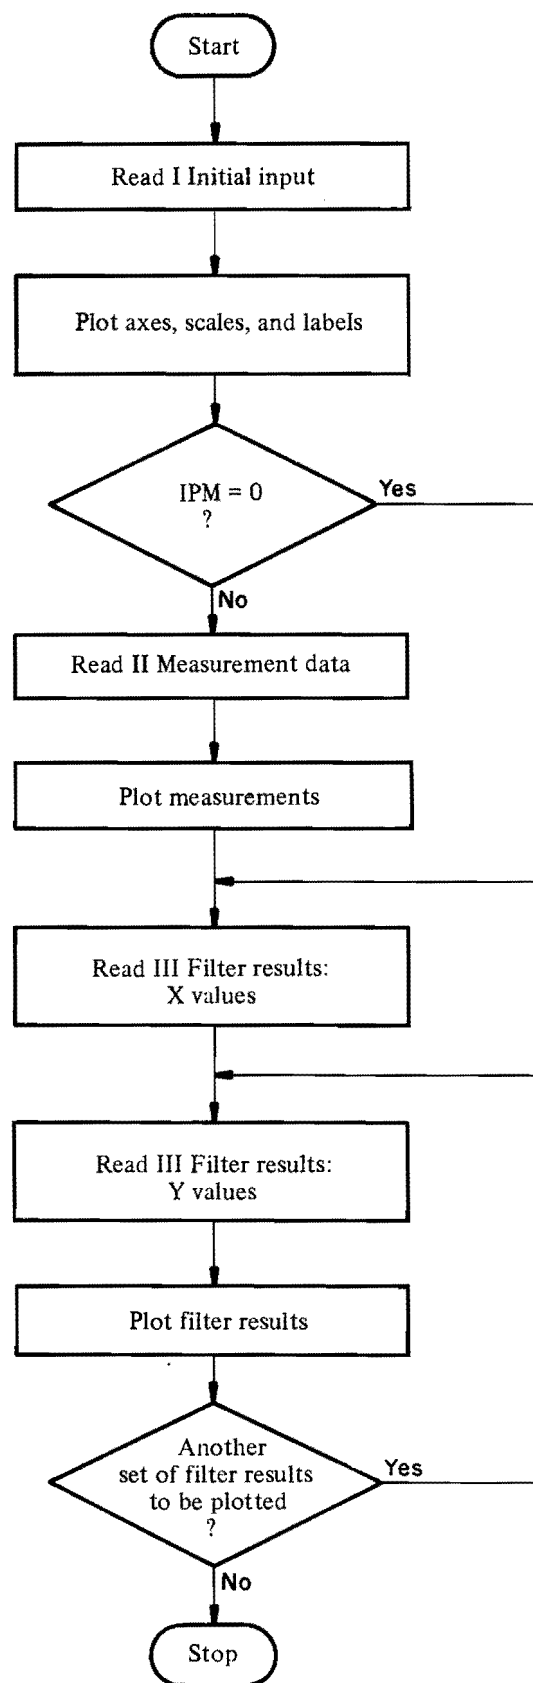 Start
Read I Initial input
Plot axes, scales, and labels
IPM = 0
?
Yes
No
Read II Measurement data
Plot measurements
Read III Filter results:
X values
Read III Filter results:
Y values
Plot filter results
Another
set of filter results
to be plotted
?
Yes
No
Stop